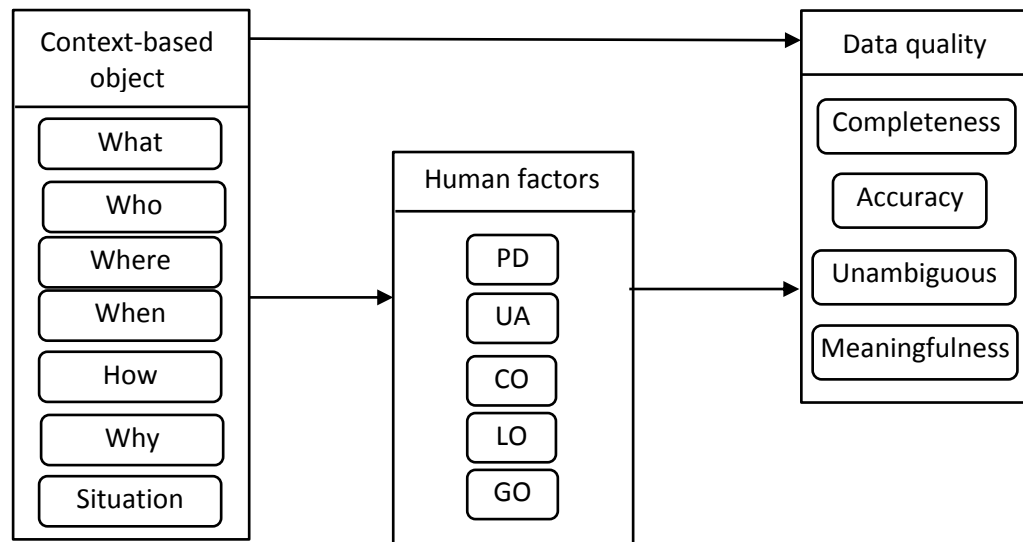 Context-based
object
What
Who
Where
When
How
Why
Situation
Human factors
PD
UA
CO
LO
GO
Data quality
Completeness
Accuracy
Unambiguous
Meaningfulness